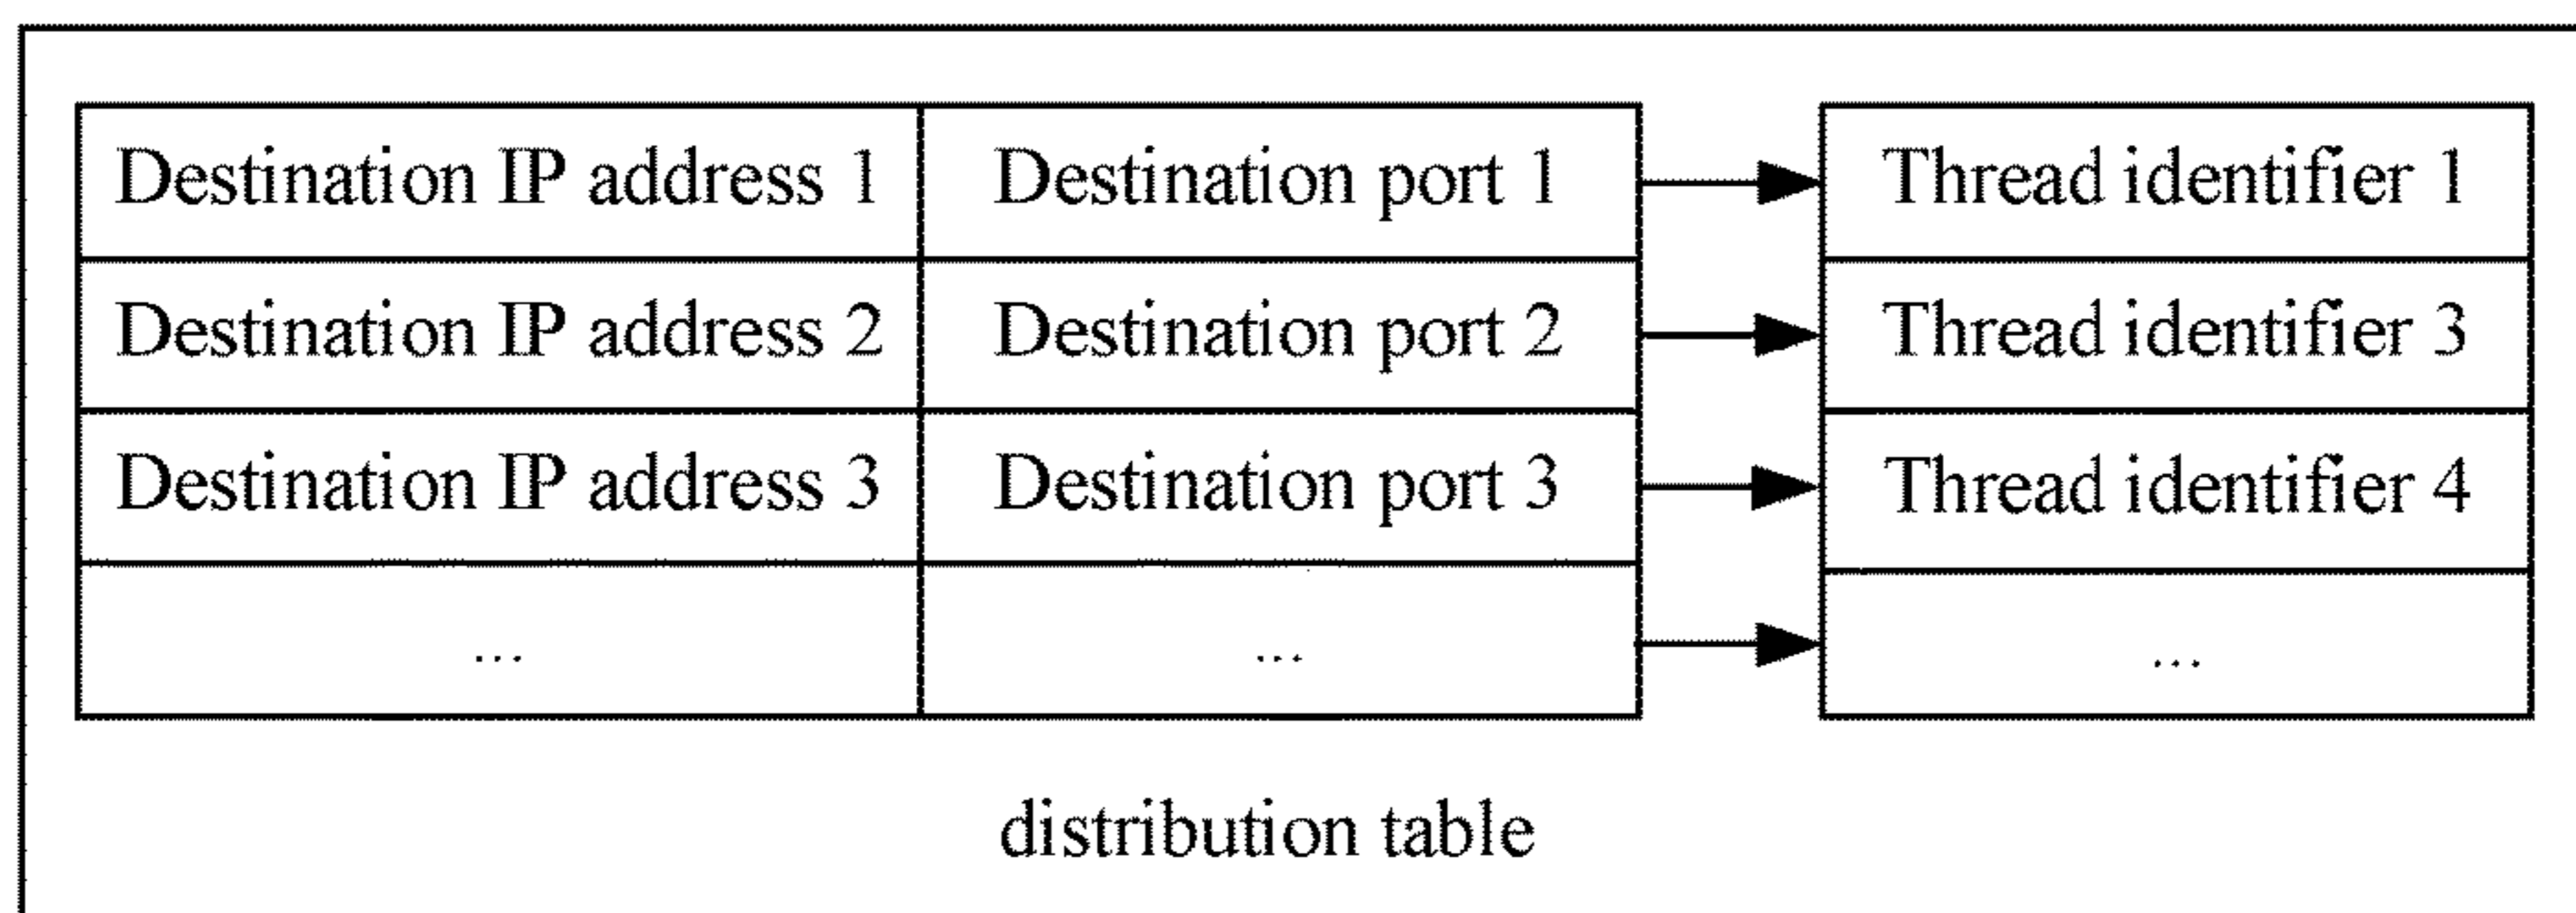 Destination IP address 1 Destination port 1 Thread identifier 1
Destination IP address 2 Destination port 2 Thread identifier 3
Destination IP address 3 Destination port 3 Thread identifier 4
... ... ...
distribution table